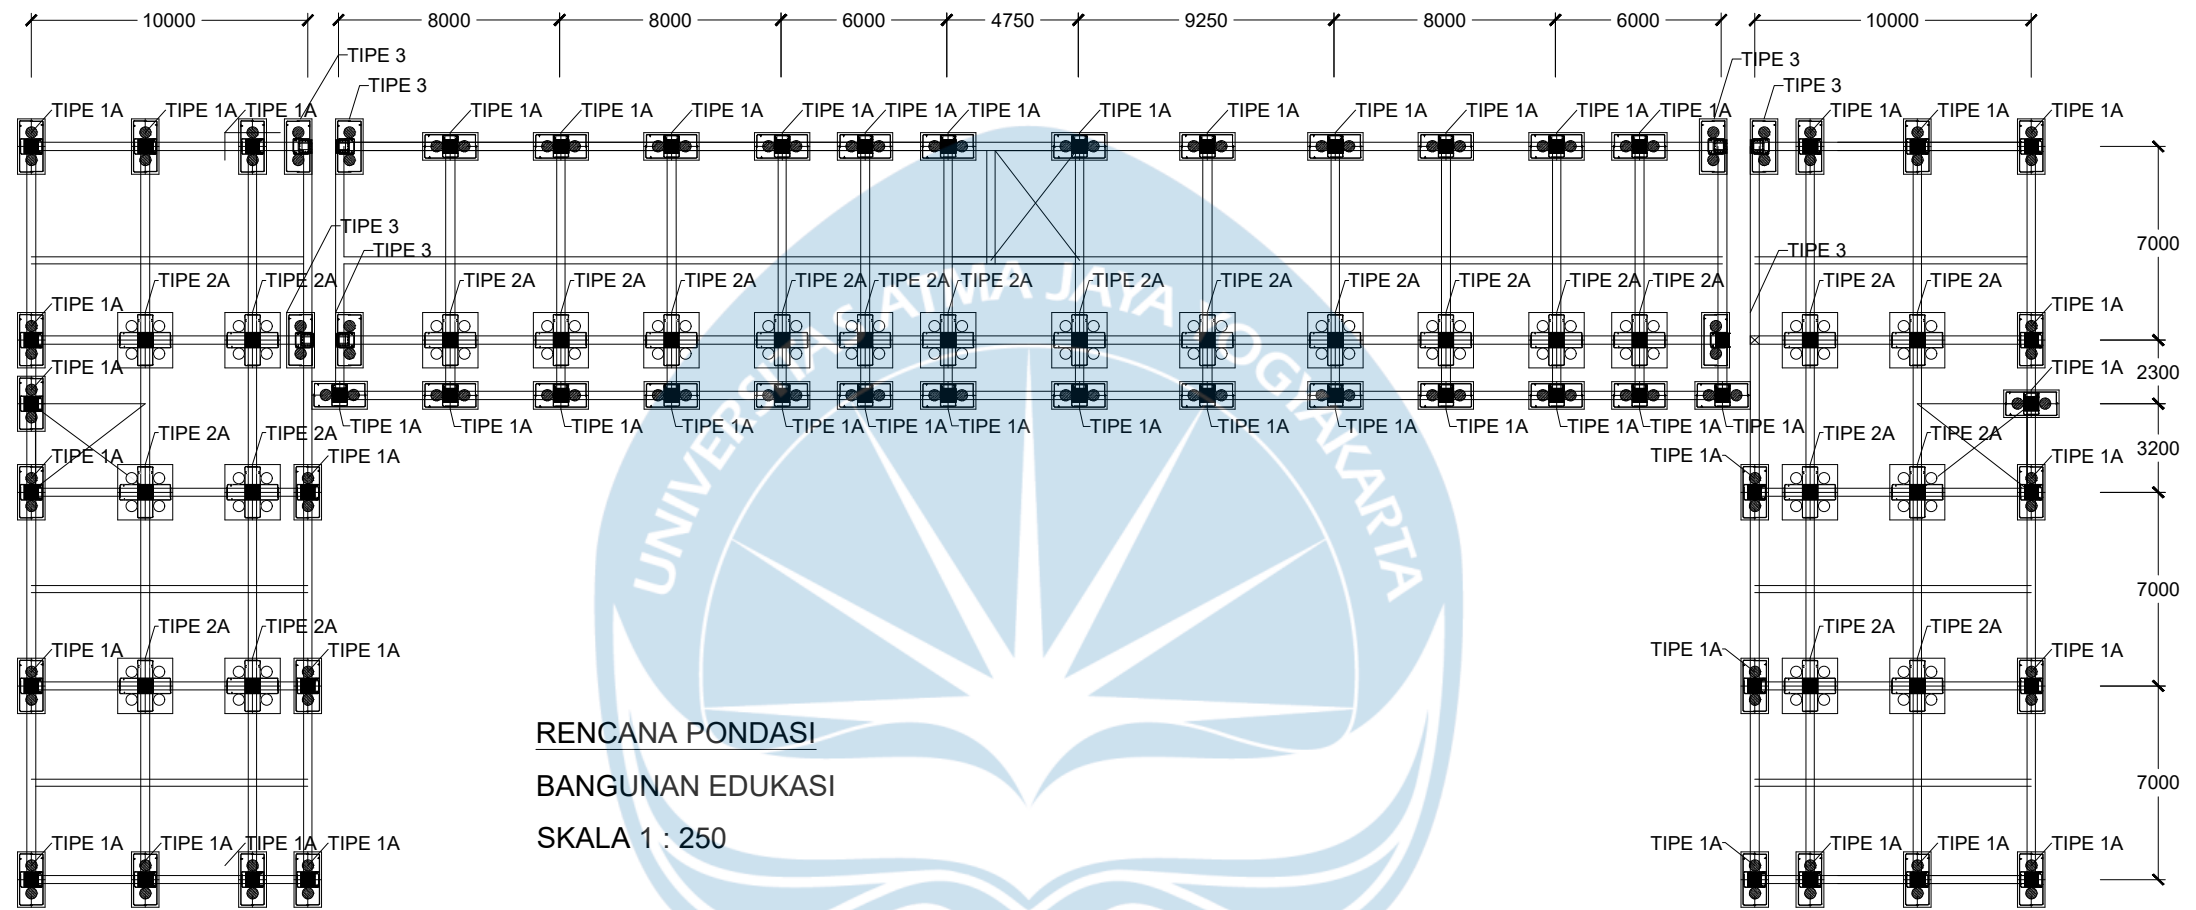 10000 8000 8000 6000 4750 9250 8000 6000 10000
TIPE 3 TIPE 3
TIPE 3 TIPE 3
TIPE 1A TIPE 1A TIPE 1A TIPE 1A TIPE 1A TIPE 1A TIPE 1A TIPE 1A TIPE 1A TIPE 1A TIPE 1A TIPE 1A TIPE 1A TIPE 1A TIPE 1A TIPE 1A TIPE 1A TIPE 1A
TIPE 3
TIPE 3 TIPE 3 7000
TIPE 2A TIPE 2A TIPE 2A TIPE 2A TIPE 2A TIPE 2A TIPE 2A TIPE 2A TIPE 2A TIPE 2A TIPE 2A TIPE 2A TIPE 2A TIPE 2A TIPE 2A TIPE 2A
TIPE 1A TIPE 1A
TIPE 1A TIPE 1A 2300
TIPE 1A TIPE 1A TIPE 1A TIPE 1A TIPE 1A TIPE 1A TIPE 1A TIPE 1A TIPE 1A TIPE 1A TIPE 1A TIPE 1A TIPE 1A TIPE 1A
TIPE 2A TIPE 2A TIPE 2A TIPE 2A
3200
TIPE 1A TIPE 1A TIPE 1A TIPE 1A
7000
TIPE 2A TIPE 2A TIPE 2A TIPE 2A
TIPE 1A TIPE 1A TIPE 1A TIPE 1A
7000
TIPE 1A TIPE 1A TIPE 1A TIPE 1A TIPE 1A TIPE 1A TIPE 1A TIPE 1A
RENCANA PONDASI
BANGUNAN EDUKASI
SKALA 1 : 250
UNIVERSITAS ATMA JAYA YOGYAKARTA